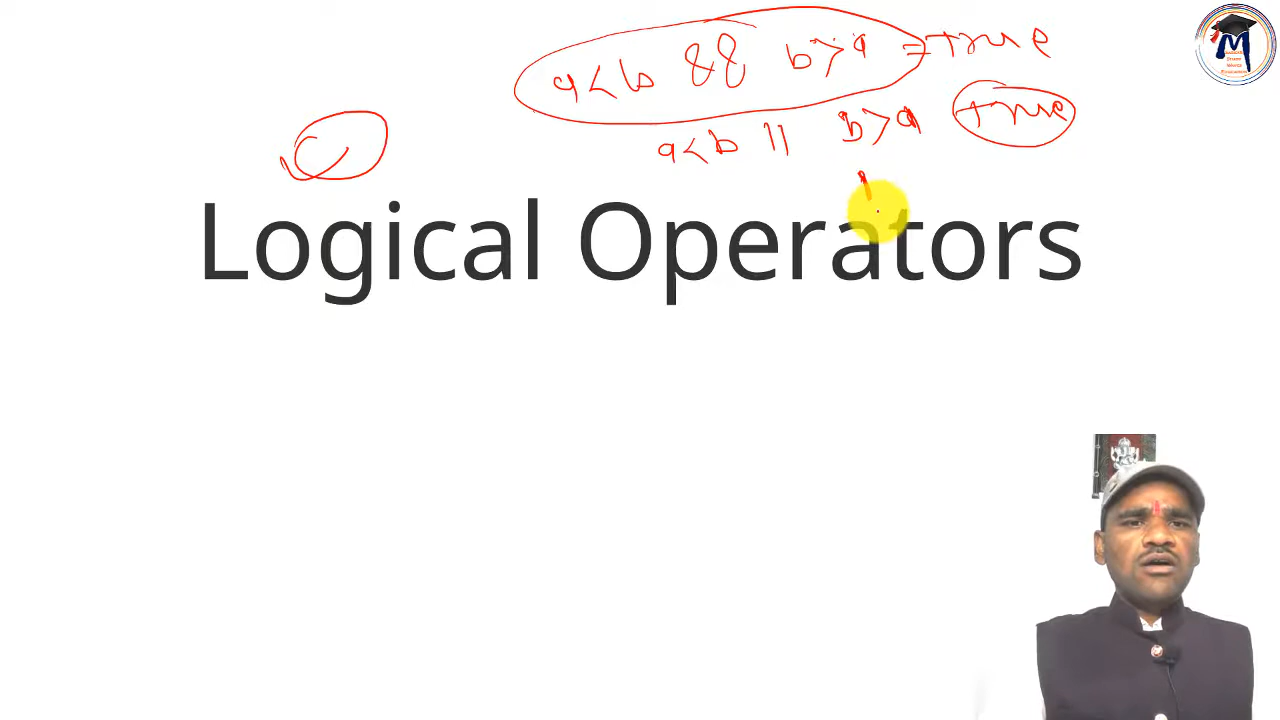 a<b && b>a = true
a<b || b>a true
Logical Operators
M